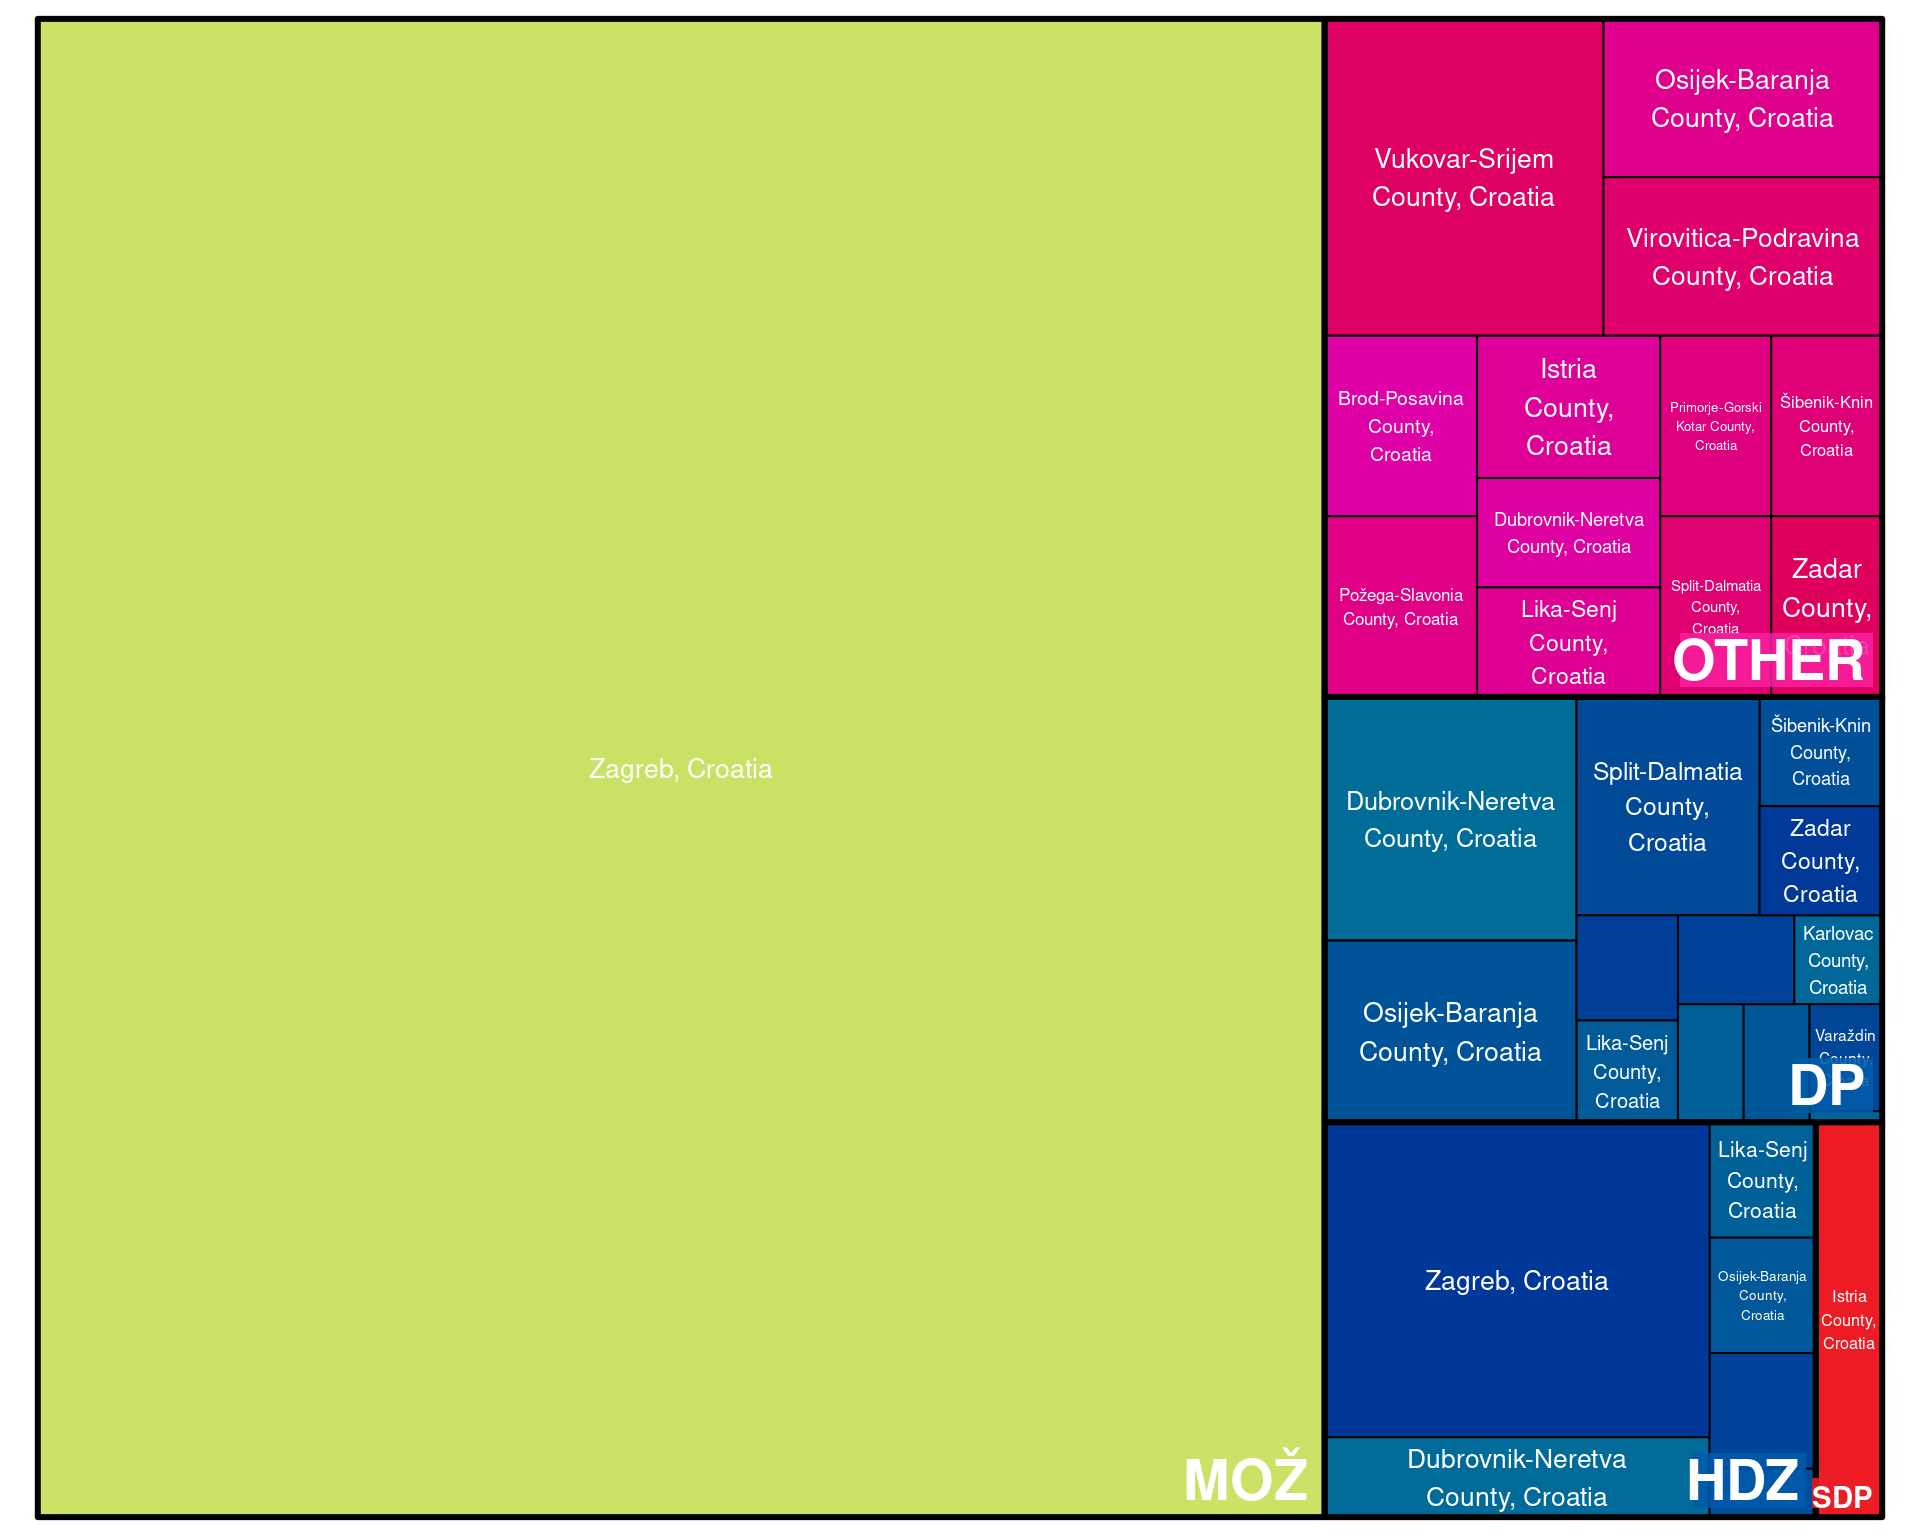 Zagreb, Croatia
MOŽ
Vukovar-Srijem
County, Croatia
Osijek-Baranja
County, Croatia
Virovitica-Podravina
County, Croatia
Brod-Posavina
County,
Croatia
Istria
County,
Croatia
Primorje-Gorski
Kotar County,
Croatia
Šibenik-Knin
County,
Croatia
Dubrovnik-Neretva
County, Croatia
Požega-Slavonia
County, Croatia
Lika-Senj
County,
Croatia
Split-Dalmatia
County,
Croatia
Zadar
County,
Croatia
OTHER
Dubrovnik-Neretva
County, Croatia
Split-Dalmatia
County,
Croatia
Šibenik-Knin
County,
Croatia
Zadar
County,
Croatia
Osijek-Baranja
County, Croatia
Karlovac
County,
Croatia
Lika-Senj
County,
Croatia
Varaždin
County,
DP
Zagreb, Croatia
Lika-Senj
County,
Croatia
Osijek-Baranja
County,
Croatia
Dubrovnik-Neretva
County, Croatia
HDZ
Istria
County,
Croatia
SDP